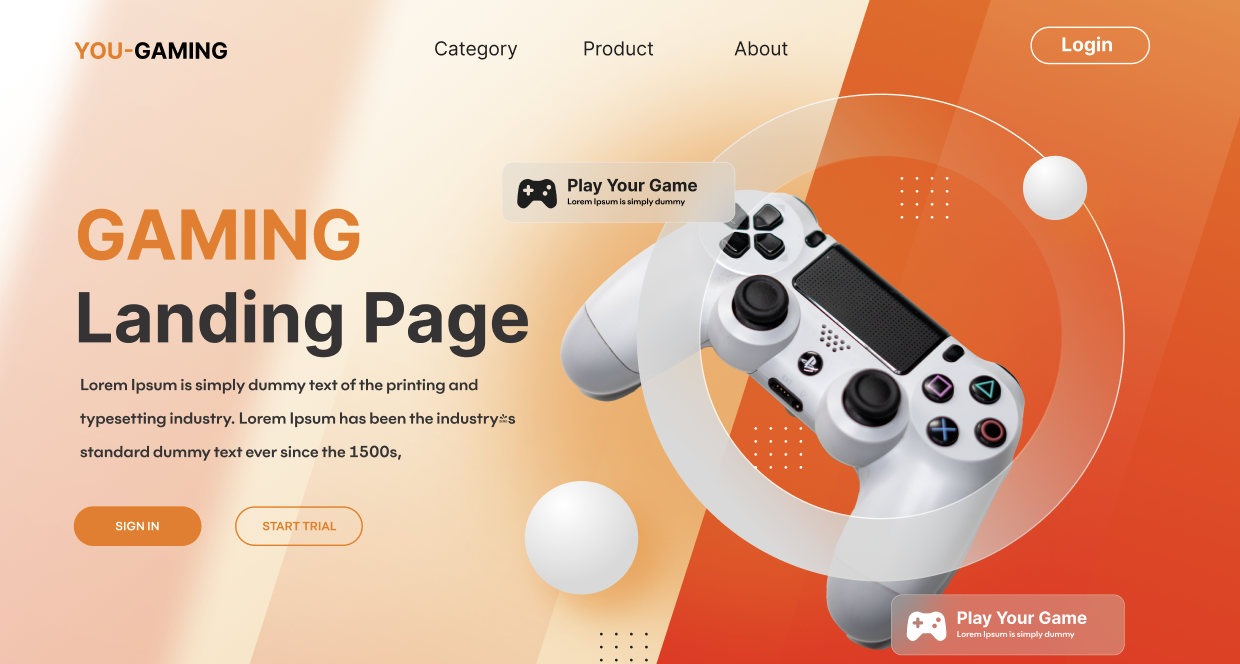 YOU-GAMING
Category
Product
About
Login
Play Your Game
Lorem Ipsum is simply dummy
GAMING
Landing Page
Lorem Ipsum is simply dummy text of the printing and
typesetting industry. Lorem Ipsum has been the industry s
standard dummy text ever since the 1500s,
SIGN IN
START TRIAL
Play Your Game
Lorem Ipsum is simply dummy